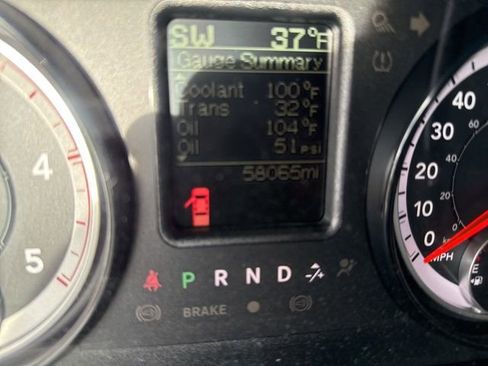 SW 37°F
Gauge Summary
Coolant 100°F
Trans 32°F
Oil 104°F
Oil 51 PSI
58065mi
4
5
40
30
20
10
0
MPH
E
P R N D
BRAKE